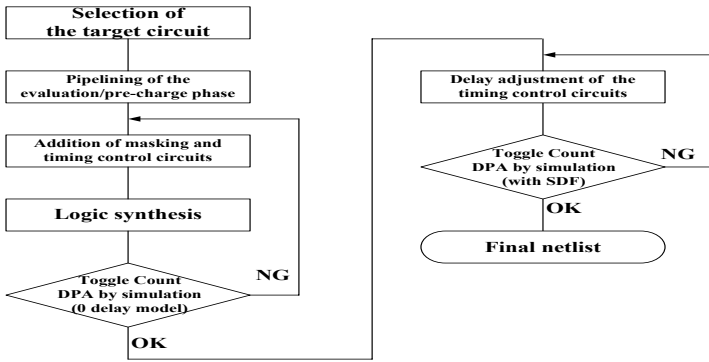 Selection of
the target circuit
Pipelining of the
evaluation/pre-charge phase
Addition of masking and
timing control circuits
Logic synthesis
Toggle Count
DPA by simulation
(0 delay model)
NG
OK
Delay adjustment of the
timing control circuits
Toggle Count
DPA by simulation
(with SDF)
NG
OK
Final netlist